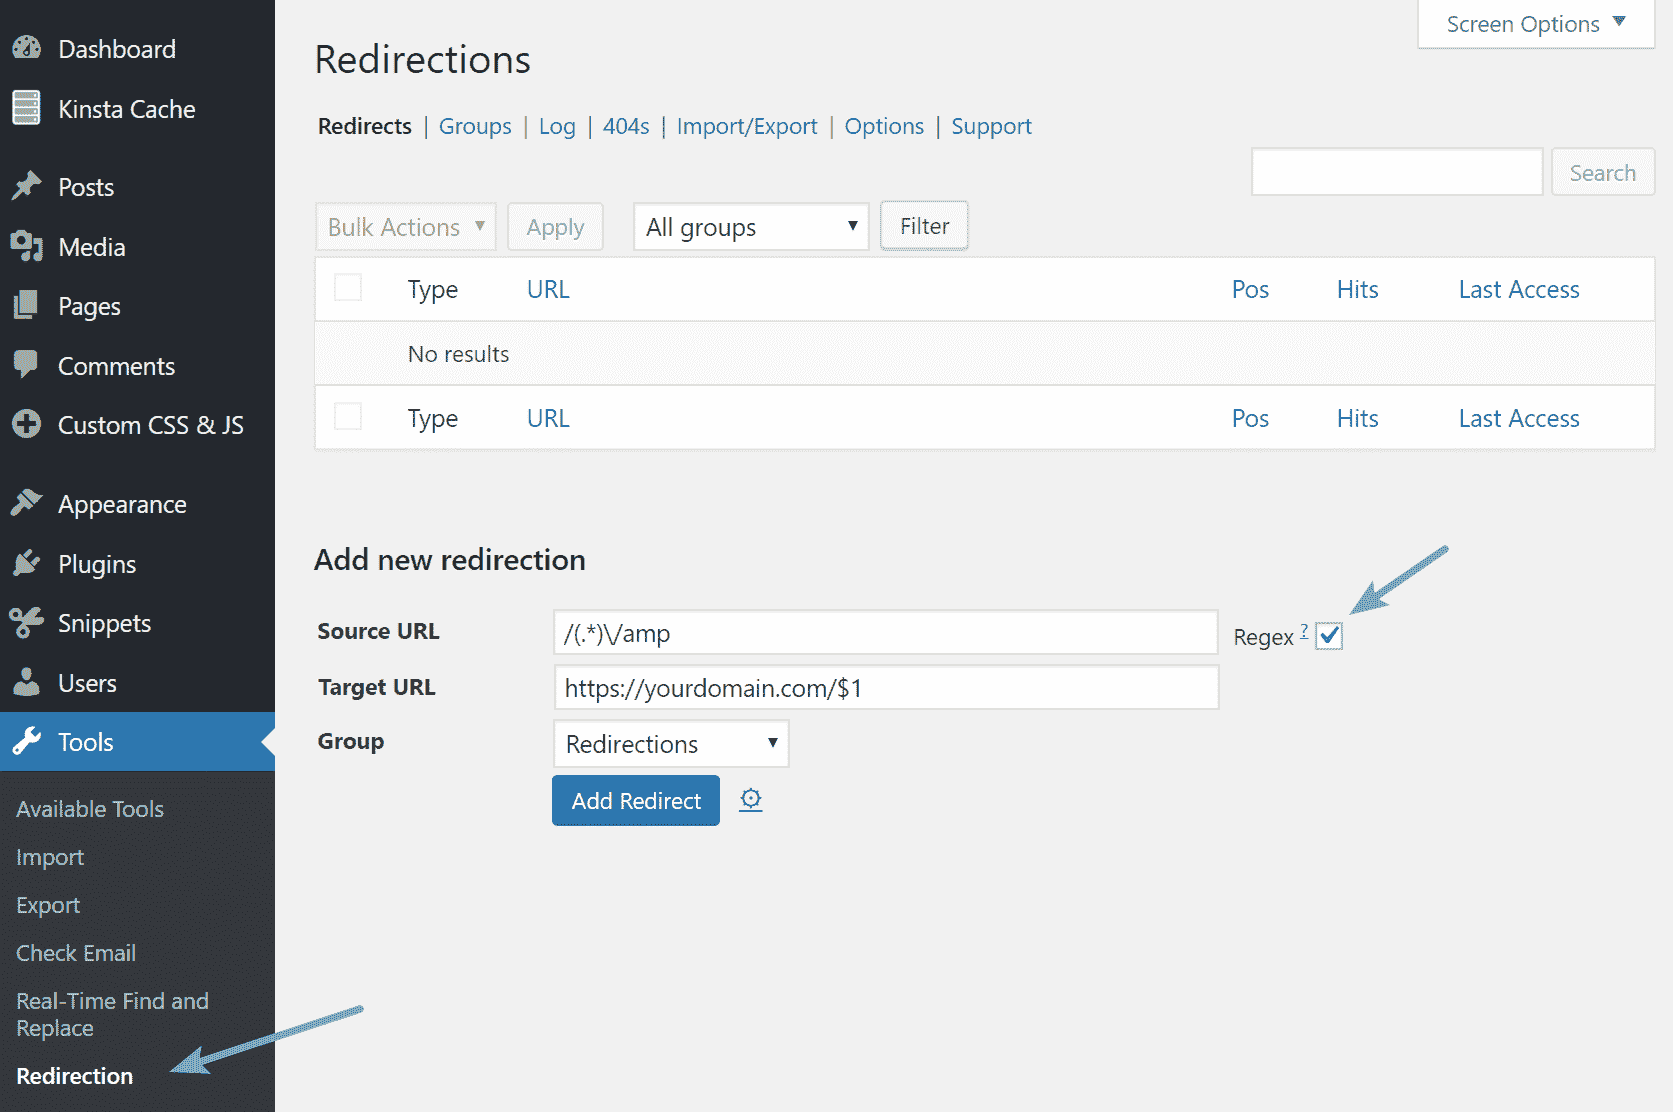 Dashboard
Kinsta Cache
Posts
Media
Pages
Comments
Custom CSS & JS
Appearance
Plugins
Snippets
Users
Tools
Available Tools
Import
Export
Check Email
Real-Time Find and
Replace
Redirection
Screen Options
Redirections
Redirects | Groups | Log | 404s | Import/Export | Options | Support
Search
Bulk Actions Apply All groups Filter
Type URL Pos Hits Last Access
No results
Type URL Pos Hits Last Access
Add new redirection
Source URL /(.*)\/amp Regex ?
Target URL https://yourdomain.com/$1
Group Redirections
Add Redirect